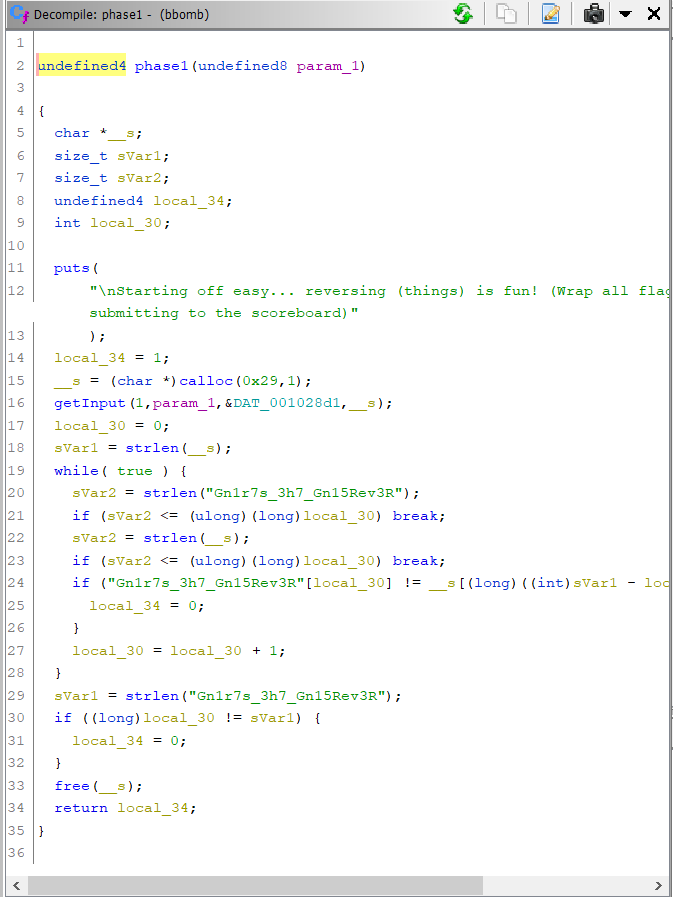 Decompile: phase1 - (bbomb)
1
2 undefined4 phase1(undefined8 param_1)
3
4 {
5 char *__s;
6 size_t sVar1;
7 size_t sVar2;
8 undefined4 local_34;
9 int local_30;
10
11 puts(
12 "\nStarting off easy... reversing (things) is fun! (Wrap all flag
submitting to the scoreboard)"
13 );
14 local_34 = 1;
15 __s = (char *)calloc(0x29,1);
16 getInput(1,param_1,&DAT_001028d1,__s);
17 local_30 = 0;
18 sVar1 = strlen(__s);
19 while( true ) {
20 sVar2 = strlen("Gn1r7s_3h7_Gn15Rev3R");
21 if (sVar2 <= (ulong)(long)local_30) break;
22 sVar2 = strlen(__s);
23 if (sVar2 <= (ulong)(long)local_30) break;
24 if ("Gn1r7s_3h7_Gn15Rev3R"[local_30] != __s[(long)((int)sVar1 - loc
25 local_34 = 0;
26 }
27 local_30 = local_30 + 1;
28 }
29 sVar1 = strlen("Gn1r7s_3h7_Gn15Rev3R");
30 if ((long)local_30 != sVar1) {
31 local_34 = 0;
32 }
33 free(__s);
34 return local_34;
35 }
36